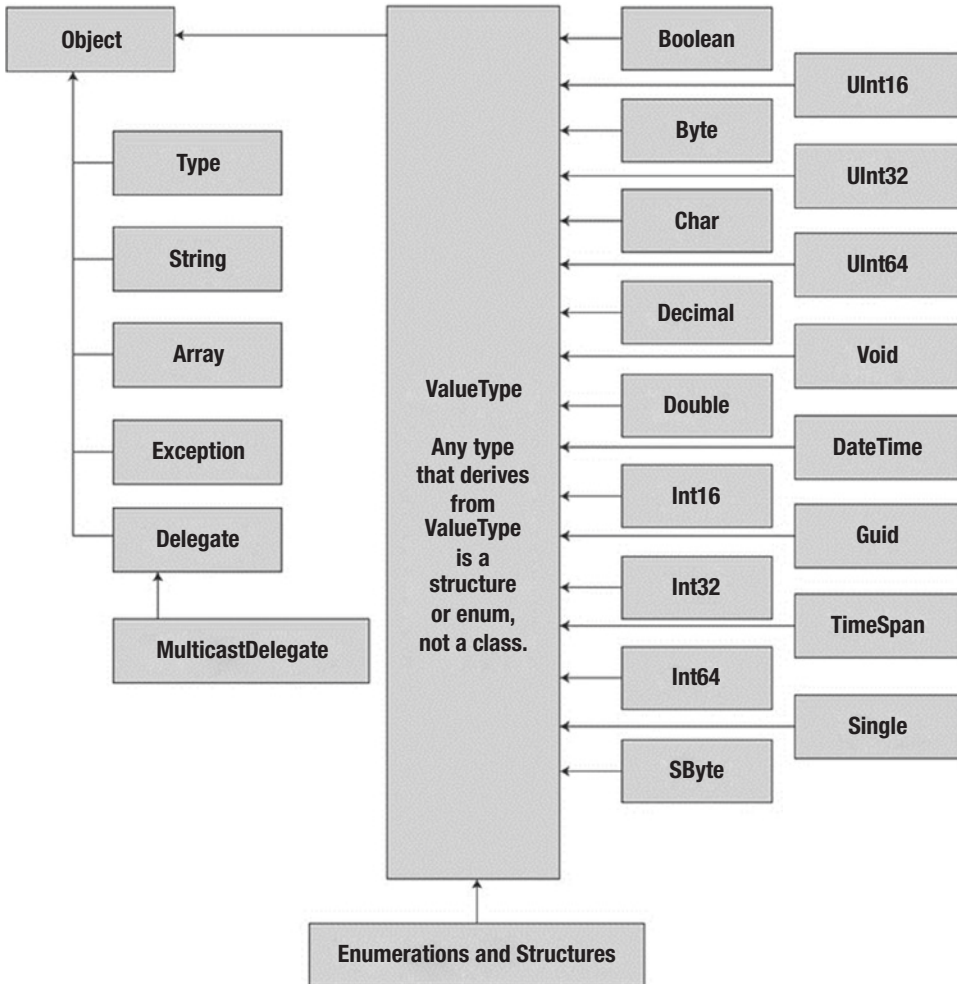 Object
Type
String
Array
Exception
Delegate
MulticastDelegate
ValueType
Any type
that derives
from
ValueType
is a
structure
or enum,
not a class.
Boolean
UInt16
Byte
UInt32
Char
UInt64
Decimal
Void
Double
DateTime
Int16
Guid
Int32
TimeSpan
Int64
Single
SByte
Enumerations and Structures